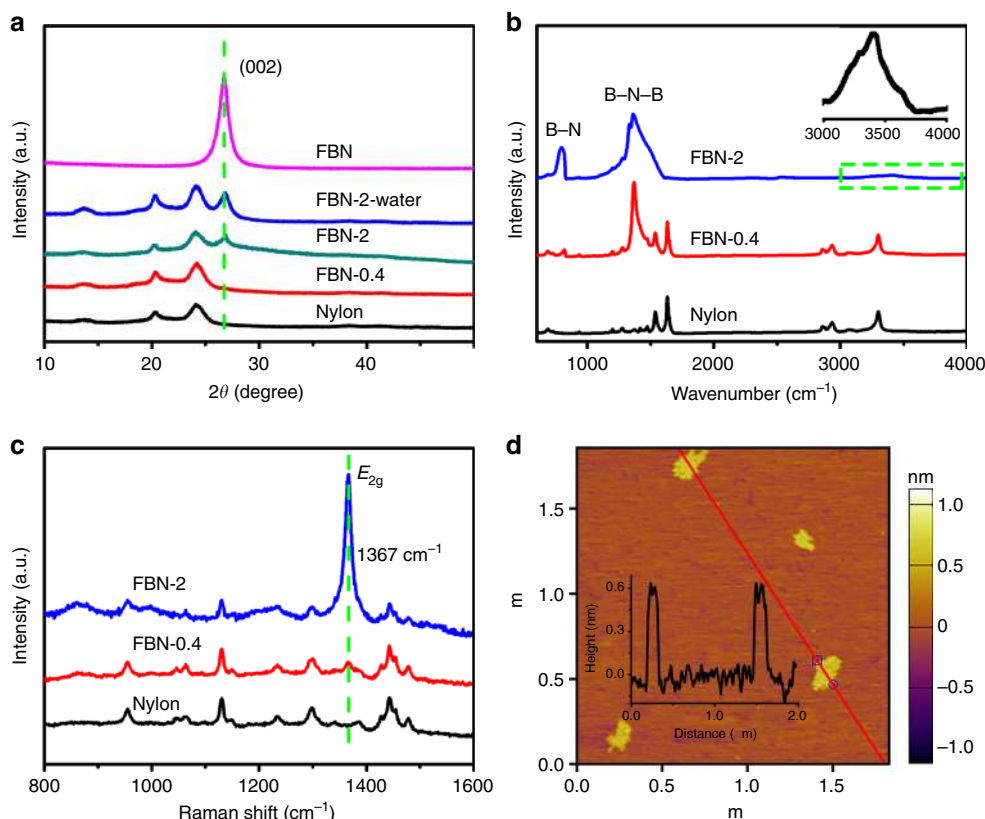 a
(002)
FBN
FBN-2-water
FBN-2
FBN-0.4
Nylon
Intensity (a.u.)
10 20 30 40
2θ (degree)
b
B–N–B
B–N
3000 3500 4000
FBN-2
FBN-0.4
Nylon
Intensity (a.u.)
1000 2000 3000 4000
Wavenumber (cm⁻¹)
c
E₂g
1367 cm⁻¹
FBN-2
FBN-0.4
Nylon
Intensity (a.u.)
800 1000 1200 1400 1600
Raman shift (cm⁻¹)
d
nm
1.0
0.5
0
−0.5
−1.0
1.5
1.0
0.5
0.0
m
0.6
0.3
0.0
Height (nm)
0.0 1.0 2.0
Distance ( m)
0.0 0.5 1.0 1.5
m